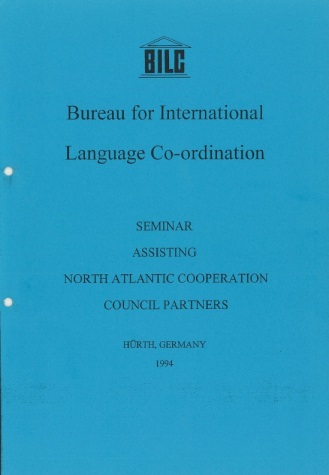 BILC
Bureau for International
Language Co-ordination
SEMINAR
ASSISTING
NORTH ATLANTIC COOPERATION
COUNCIL PARTNERS
HÜRTH, GERMANY
1994